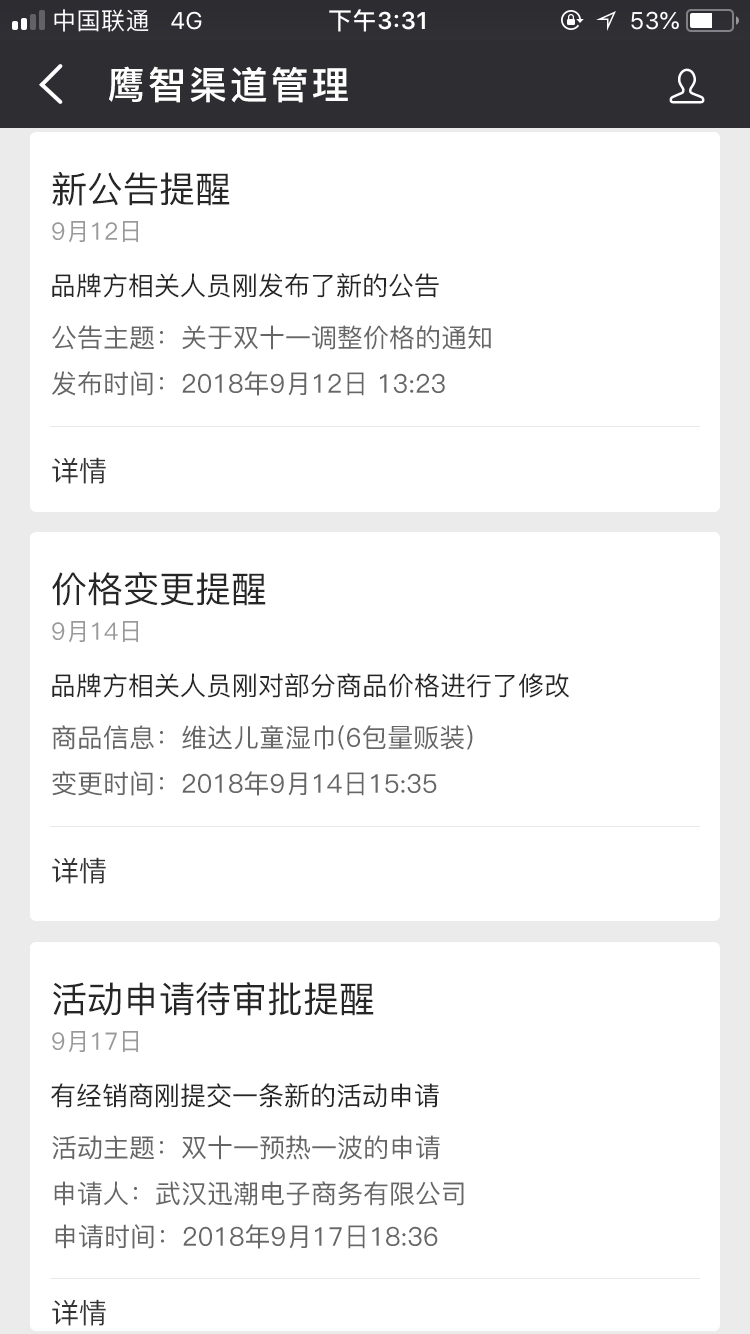 中国联通 4G 下午3:31 53%
鹰智渠道管理
新公告提醒
9月12日
品牌方相关人员刚发布了新的公告
公告主题：关于双十一调整价格的通知
发布时间：2018年9月12日 13:23
详情
价格变更提醒
9月14日
品牌方相关人员刚对部分商品价格进行了修改
商品信息：维达儿童湿巾(6包量贩装)
变更时间：2018年9月14日15:35
详情
活动申请待审批提醒
9月17日
有经销商刚提交一条新的活动申请
活动主题：双十一预热一波的申请
申请人：武汉迅潮电子商务有限公司
申请时间：2018年9月17日18:36
详情